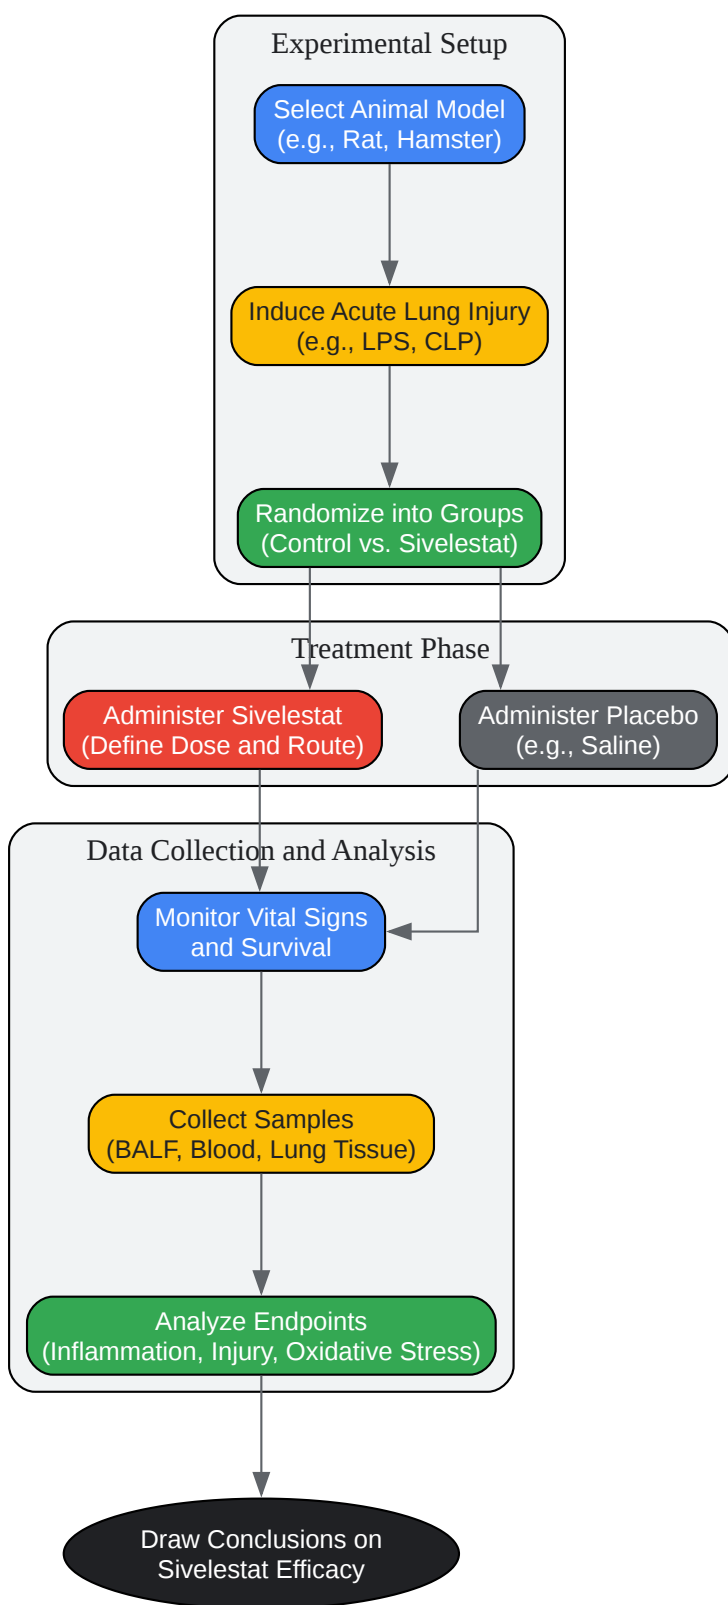 Experimental Setup
Select Animal Model
(e.g., Rat, Hamster)
Induce Acute Lung Injury
(e.g., LPS, CLP)
Randomize into Groups
(Control vs. Sivelestat)
Treatment Phase
Administer Sivelestat
(Define Dose and Route)
Administer Placebo
(e.g., Saline)
Data Collection and Analysis
Monitor Vital Signs
and Survival
Collect Samples
(BALF, Blood, Lung Tissue)
Analyze Endpoints
(Inflammation, Injury, Oxidative Stress)
Draw Conclusions on
Sivelestat Efficacy